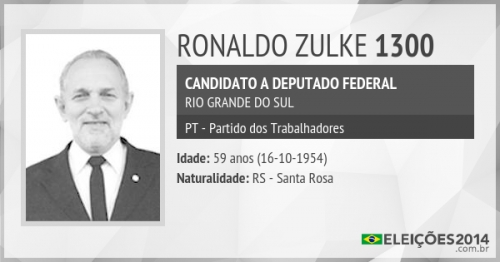 RONALDO ZULKE 1300
CANDIDATO A DEPUTADO FEDERAL
RIO GRANDE DO SUL
PT - Partido dos Trabalhadores
Idade: 59 anos (16-10-1954)
Naturalidade: RS - Santa Rosa
ELEIÇÕES2014
.com.br